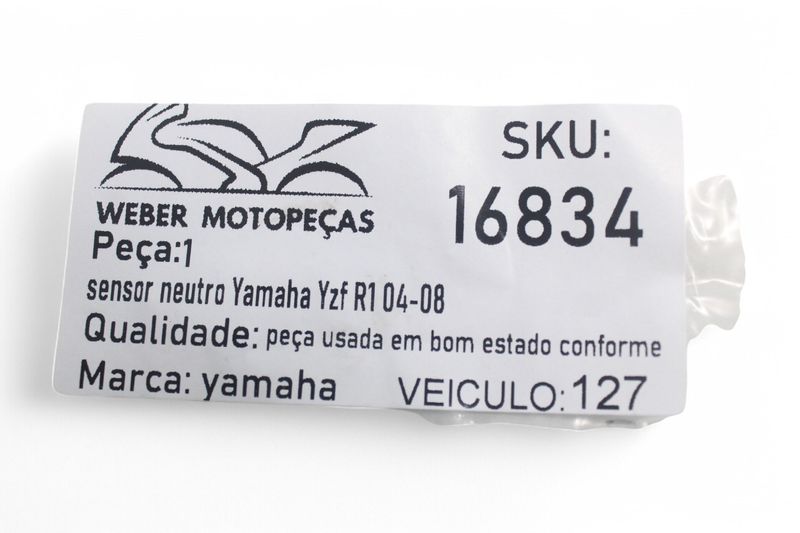 SKU:
16834
WEBER MOTOPEÇAS
Peça:1
sensor neutro Yamaha Yzf R1 04-08
Qualidade: peça usada em bom estado conforme
Marca: yamaha VEICULO:127